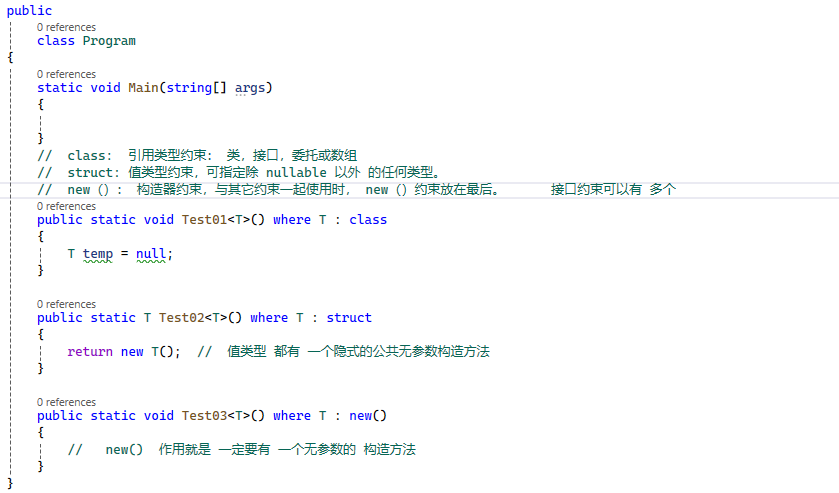 public
0 references
class Program
{
0 references
static void Main(string[] args)
{
}
//  class:  引用类型约束:  类，接口，委托或数组
//  struct: 值类型约束，可指定除 nullable 以外 的任何类型。
//  new（）:  构造器约束，与其它约束一起使用时， new（）约束放在最后。      接口约束可以有 多个
0 references
public static void Test01<T>() where T : class
{
T temp = null;
}
0 references
public static T Test02<T>() where T : struct
{
return new T();  //  值类型 都有 一个隐式的公共无参数构造方法
}
0 references
public static void Test03<T>() where T : new()
{
//   new()  作用就是 一定要有 一个无参数的 构造方法
}
}